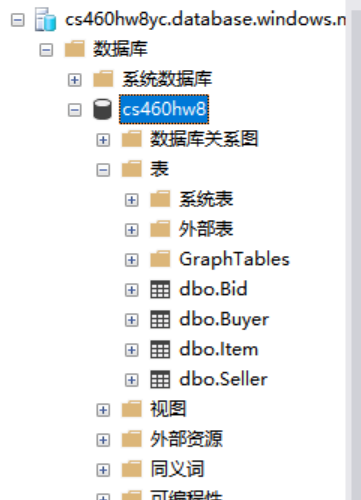 cs460hw8yc.database.windows.n
数据库
系统数据库
cs460hw8
数据库关系图
表
系统表
外部表
GraphTables
dbo.Bid
dbo.Buyer
dbo.Item
dbo.Seller
视图
外部资源
同义词
可编程性